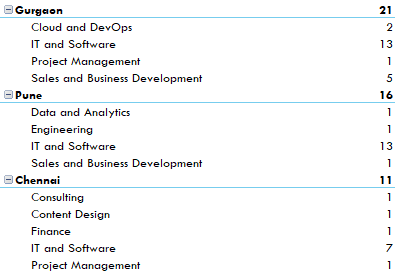 Gurgaon 21
Cloud and DevOps 2
IT and Software 13
Project Management 1
Sales and Business Development 5
Pune 16
Data and Analytics 1
Engineering 1
IT and Software 13
Sales and Business Development 1
Chennai 11
Consulting 1
Content Design 1
Finance 1
IT and Software 7
Project Management 1